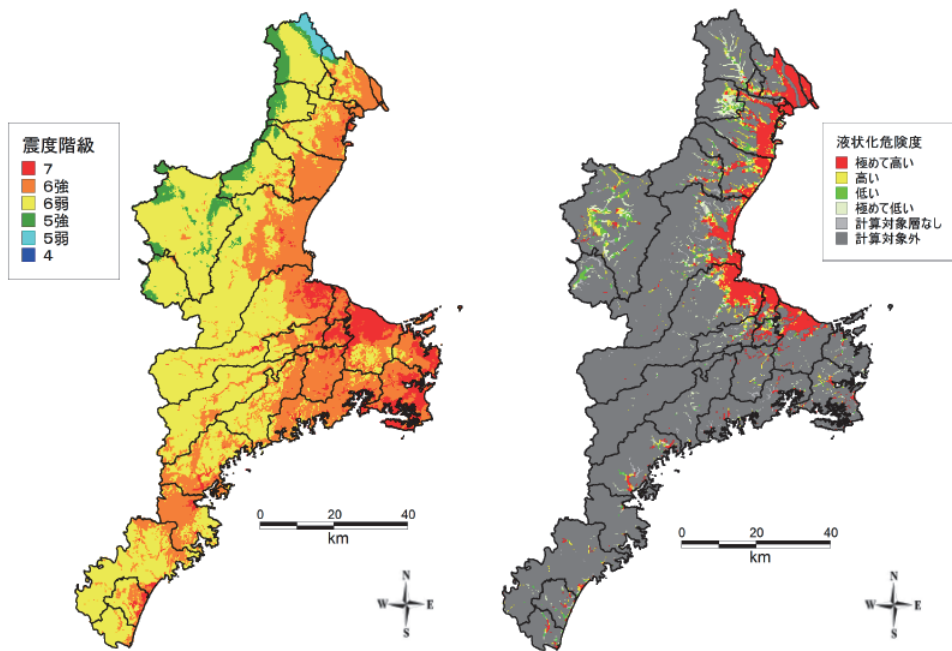 震度階級
7
6強
6弱
5強
5弱
4
0 20 40
km
N
W E
S
液状化危険度
極めて高い
高い
低い
極めて低い
計算対象層なし
計算対象外
0 20 40
km
N
W E
S